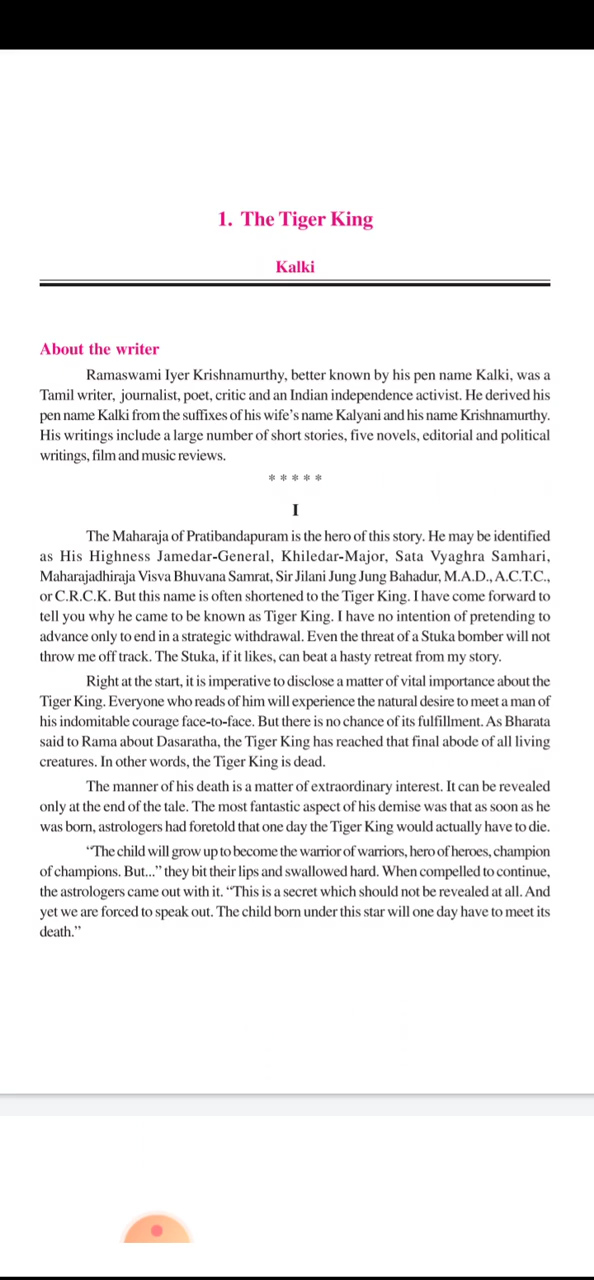 1. The Tiger King
Kalki
About the writer
Ramaswami Iyer Krishnamurthy, better known by his pen name Kalki, was a
Tamil writer, journalist, poet, critic and an Indian independence activist. He derived his
pen name Kalki from the suffixes of his wife’s name Kalyani and his name Krishnamurthy.
His writings include a large number of short stories, five novels, editorial and political
writings, film and music reviews.
* * * * *
I
The Maharaja of Pratibandapuram is the hero of this story. He may be identified
as His Highness Jamedar-General, Khiledar-Major, Sata Vyaghra Samhari,
Maharajadhiraja Visva Bhuvana Samrat, Sir Jilani Jung Jung Bahadur, M.A.D., A.C.T.C.,
or C.R.C.K. But this name is often shortened to the Tiger King. I have come forward to
tell you why he came to be known as Tiger King. I have no intention of pretending to
advance only to end in a strategic withdrawal. Even the threat of a Stuka bomber will not
throw me off track. The Stuka, if it likes, can beat a hasty retreat from my story.
Right at the start, it is imperative to disclose a matter of vital importance about the
Tiger King. Everyone who reads of him will experience the natural desire to meet a man of
his indomitable courage face-to-face. But there is no chance of its fulfillment. As Bharata
said to Rama about Dasaratha, the Tiger King has reached that final abode of all living
creatures. In other words, the Tiger King is dead.
The manner of his death is a matter of extraordinary interest. It can be revealed
only at the end of the tale. The most fantastic aspect of his demise was that as soon as he
was born, astrologers had foretold that one day the Tiger King would actually have to die.
“The child will grow up to become the warrior of warriors, hero of heroes, champion
of champions. But...” they bit their lips and swallowed hard. When compelled to continue,
the astrologers came out with it. “This is a secret which should not be revealed at all. And
yet we are forced to speak out. The child born under this star will one day have to meet its
death.”